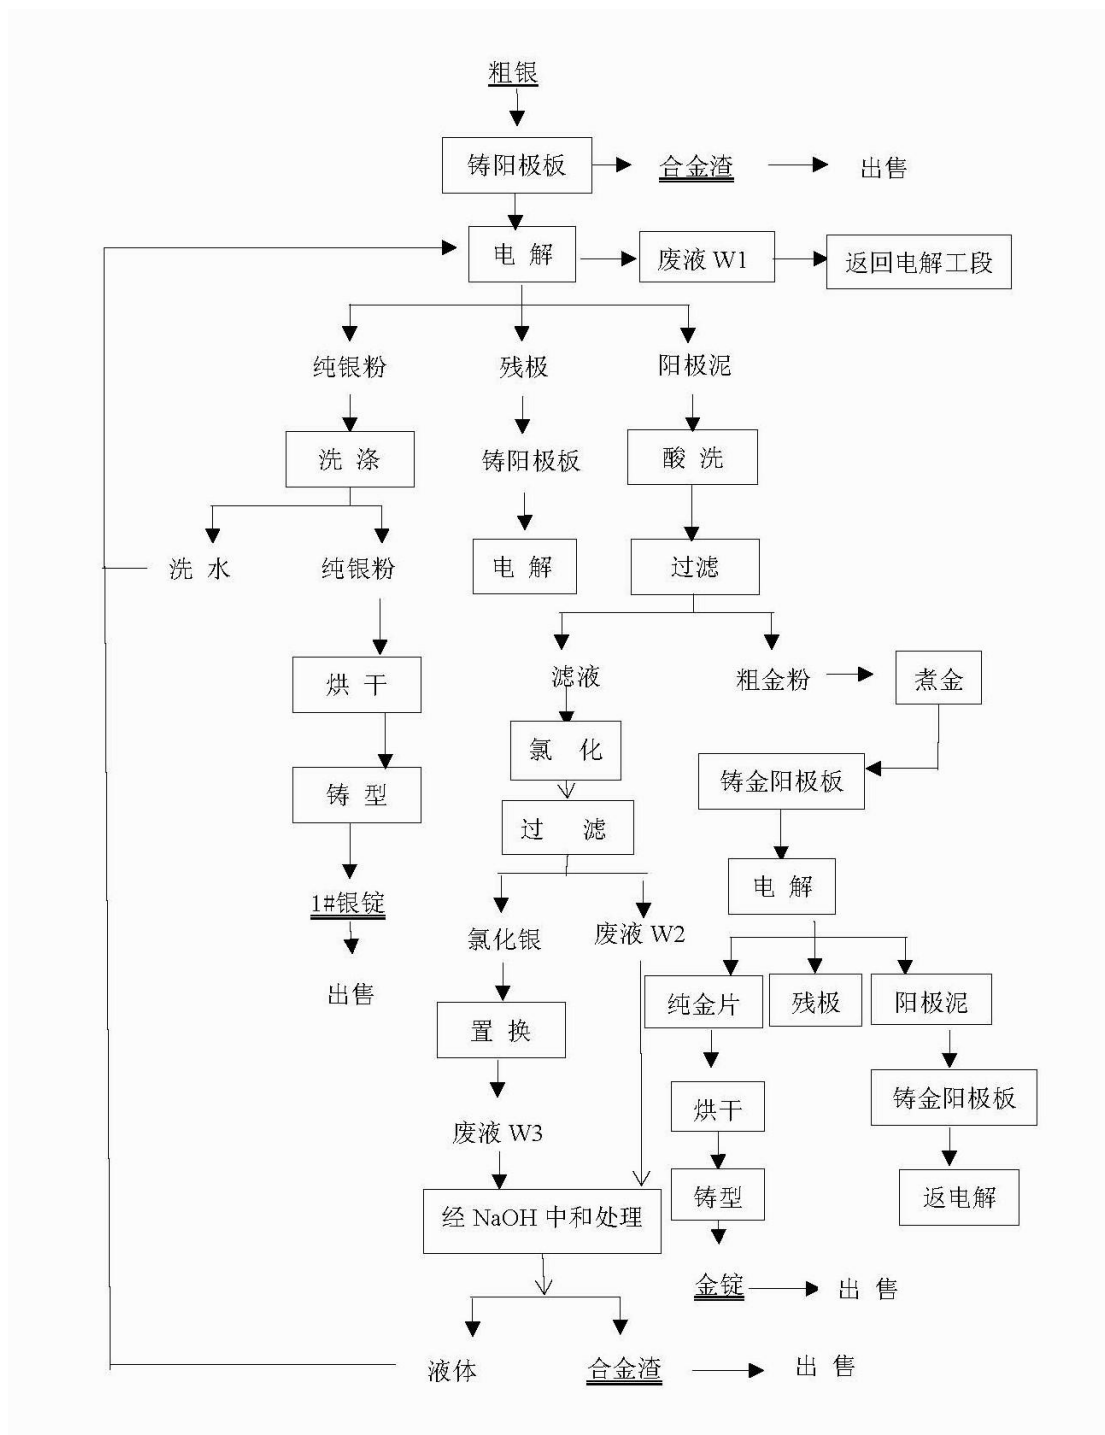 粗银
铸阳极板
合金渣
出售
电 解
废液 W1
返回电解工段
纯银粉
残极
阳极泥
洗 涤
铸阳极板
酸 洗
洗 水
纯银粉
电 解
过滤
烘 干
滤液
粗金粉
煮金
氯 化
铸 型
铸金阳极板
过 滤
电 解
1#银锭
氯化银
废液 W2
出售
纯金片
残极
阳极泥
置 换
烘干
铸金阳极板
废液 W3
经 NaOH 中和处理
铸型
返电解
金锭
出 售
液体
合金渣
出 售